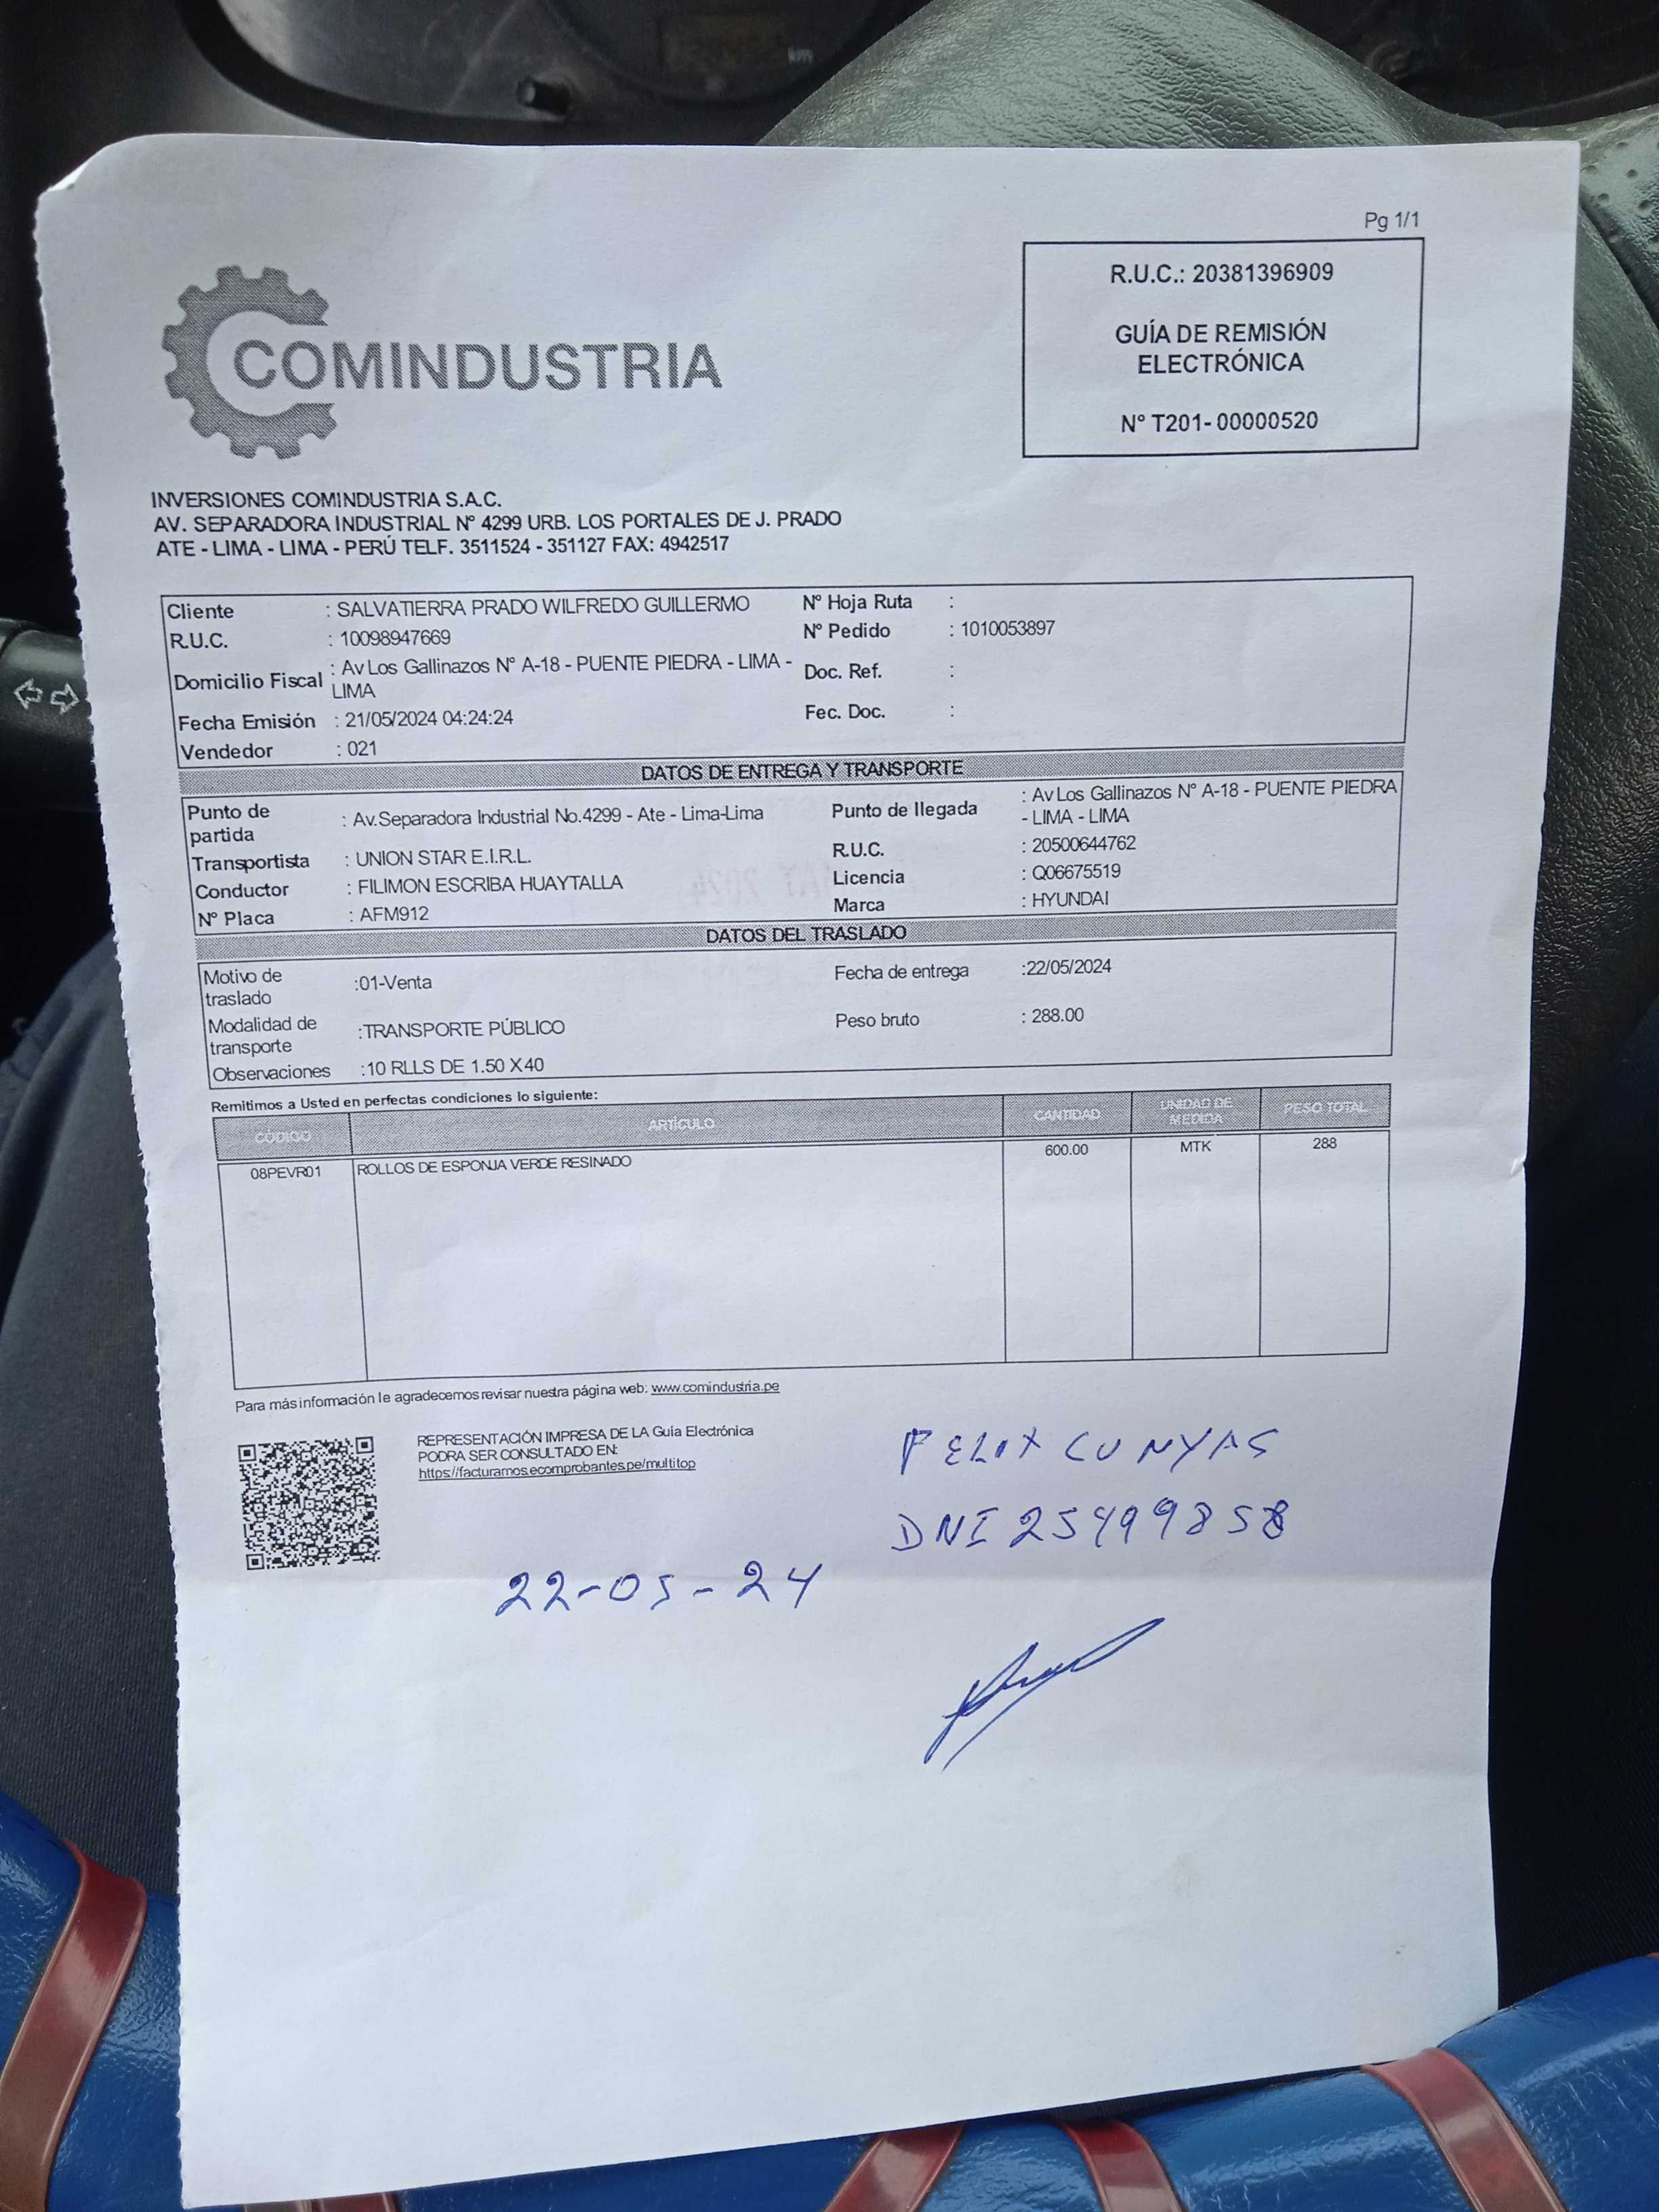 Pg 1/1
R.U.C.: 20381396909
GUÍA DE REMISIÓN
ELECTRÓNICA
Nº T201- 00000520
COMINDUSTRIA
INVERSIONES COMINDUSTRIA S.A.C.
AV. SEPARADORA INDUSTRIAL Nº 4299 URB. LOS PORTALES DE J. PRADO
ATE - LIMA - LIMA - PERÚ TELF. 3511524 - 351127 FAX: 4942517
Cliente : SALVATIERRA PRADO WILFREDO GUILLERMO Nº Hoja Ruta :
R.U.C. : 10098947669 Nº Pedido : 1010053897
Domicilio Fiscal : Av Los Gallinazos Nº A-18 - PUENTE PIEDRA - LIMA - Doc. Ref. :
LIMA
Fecha Emisión : 21/05/2024 04:24:24 Fec. Doc. :
Vendedor : 021
DATOS DE ENTREGA Y TRANSPORTE
Punto de partida : Av.Separadora Industrial No.4299 - Ate - Lima-Lima Punto de llegada : Av Los Gallinazos Nº A-18 - PUENTE PIEDRA
- LIMA - LIMA
Transportista : UNION STAR E.I.R.L. R.U.C. : 20500644762
Conductor : FILIMON ESCRIBA HUAYTALLA Licencia : Q06675519
Nº Placa : AFM912 Marca : HYUNDAI
DATOS DEL TRASLADO
Motivo de traslado :01-Venta Fecha de entrega :22/05/2024
Modalidad de transporte :TRANSPORTE PÚBLICO Peso bruto : 288.00
Observaciones :10 RLLS DE 1.50 X 40
Remitimos a Usted en perfectas condiciones lo siguiente:
CÓDIGO ARTÍCULO CANTIDAD UNIDAD DE MEDIDA PESO TOTAL
08PEVR01 ROLLOS DE ESPONJA VERDE RESINADO 600.00 MTK 288
Para más información le agradecemos revisar nuestra página web: www.comindustria.pe
REPRESENTACIÓN IMPRESA DE LA Guía Electrónica
PODRA SER CONSULTADO EN:
https://facturamos.ecomprobantes.pe/multitop
FELIX CUNYAS
DNI 25499858
22-05-24